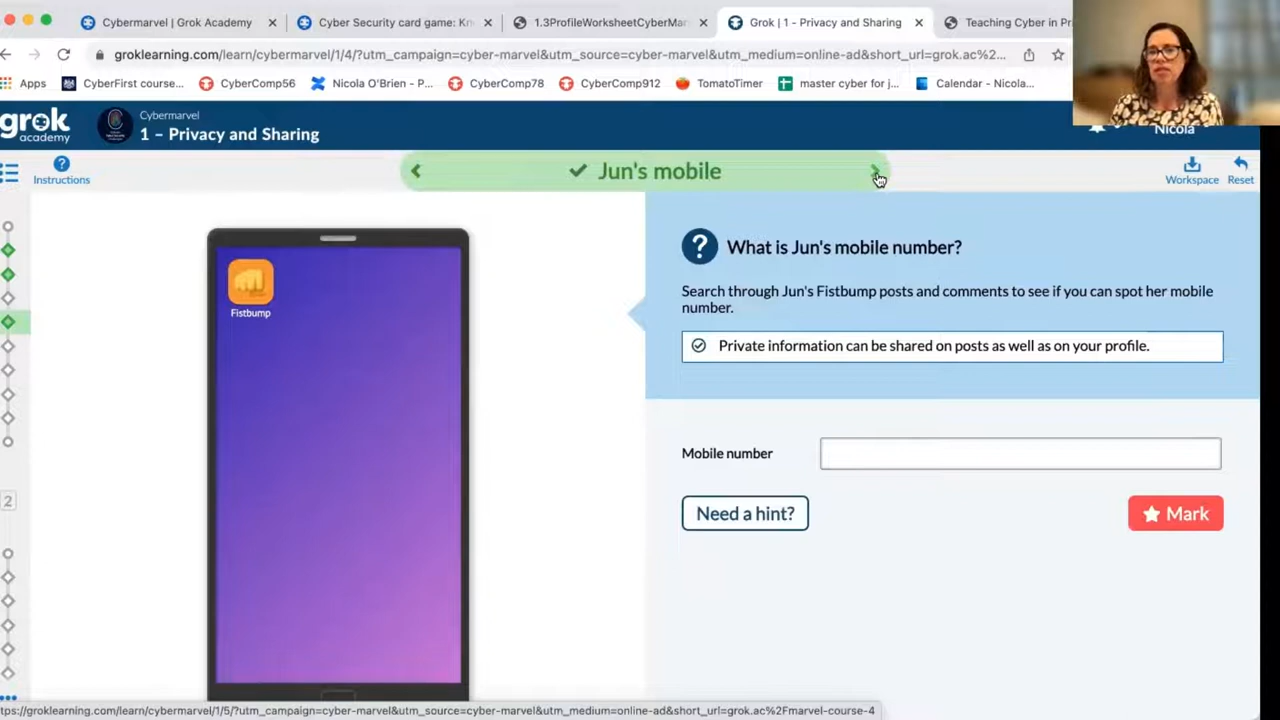 Cybermarvel | Grok Academy
Cyber Security card game: Kn
1.3ProfileWorksheetCyberMar
Grok | 1 - Privacy and Sharing
Teaching Cyber in Pr
groklearning.com/learn/cybermarvel/1/4/?utm_campaign=cyber-marvel&utm_source=cyber-marvel&utm_medium=online-ad&short_url=grok.ac%2...
Apps
CyberFirst course...
CyberComp56
Nicola O'Brien - P...
CyberComp78
CyberComp912
TomatoTimer
master cyber for j...
Calendar - Nicola...
grok
academy
Cybermarvel
1 – Privacy and Sharing
Nicola
Instructions
Jun's mobile
Workspace
Reset
Fistbump
? What is Jun's mobile number?
Search through Jun's Fistbump posts and comments to see if you can spot her mobile
number.
Private information can be shared on posts as well as on your profile.
Mobile number
Need a hint?
Mark
2
ttps://groklearning.com/learn/cybermarvel/1/5/?utm_campaign=cyber-marvel&utm_source=cyber-marvel&utm_medium=online-ad&short_url=grok.ac%2Fmarvel-course-4